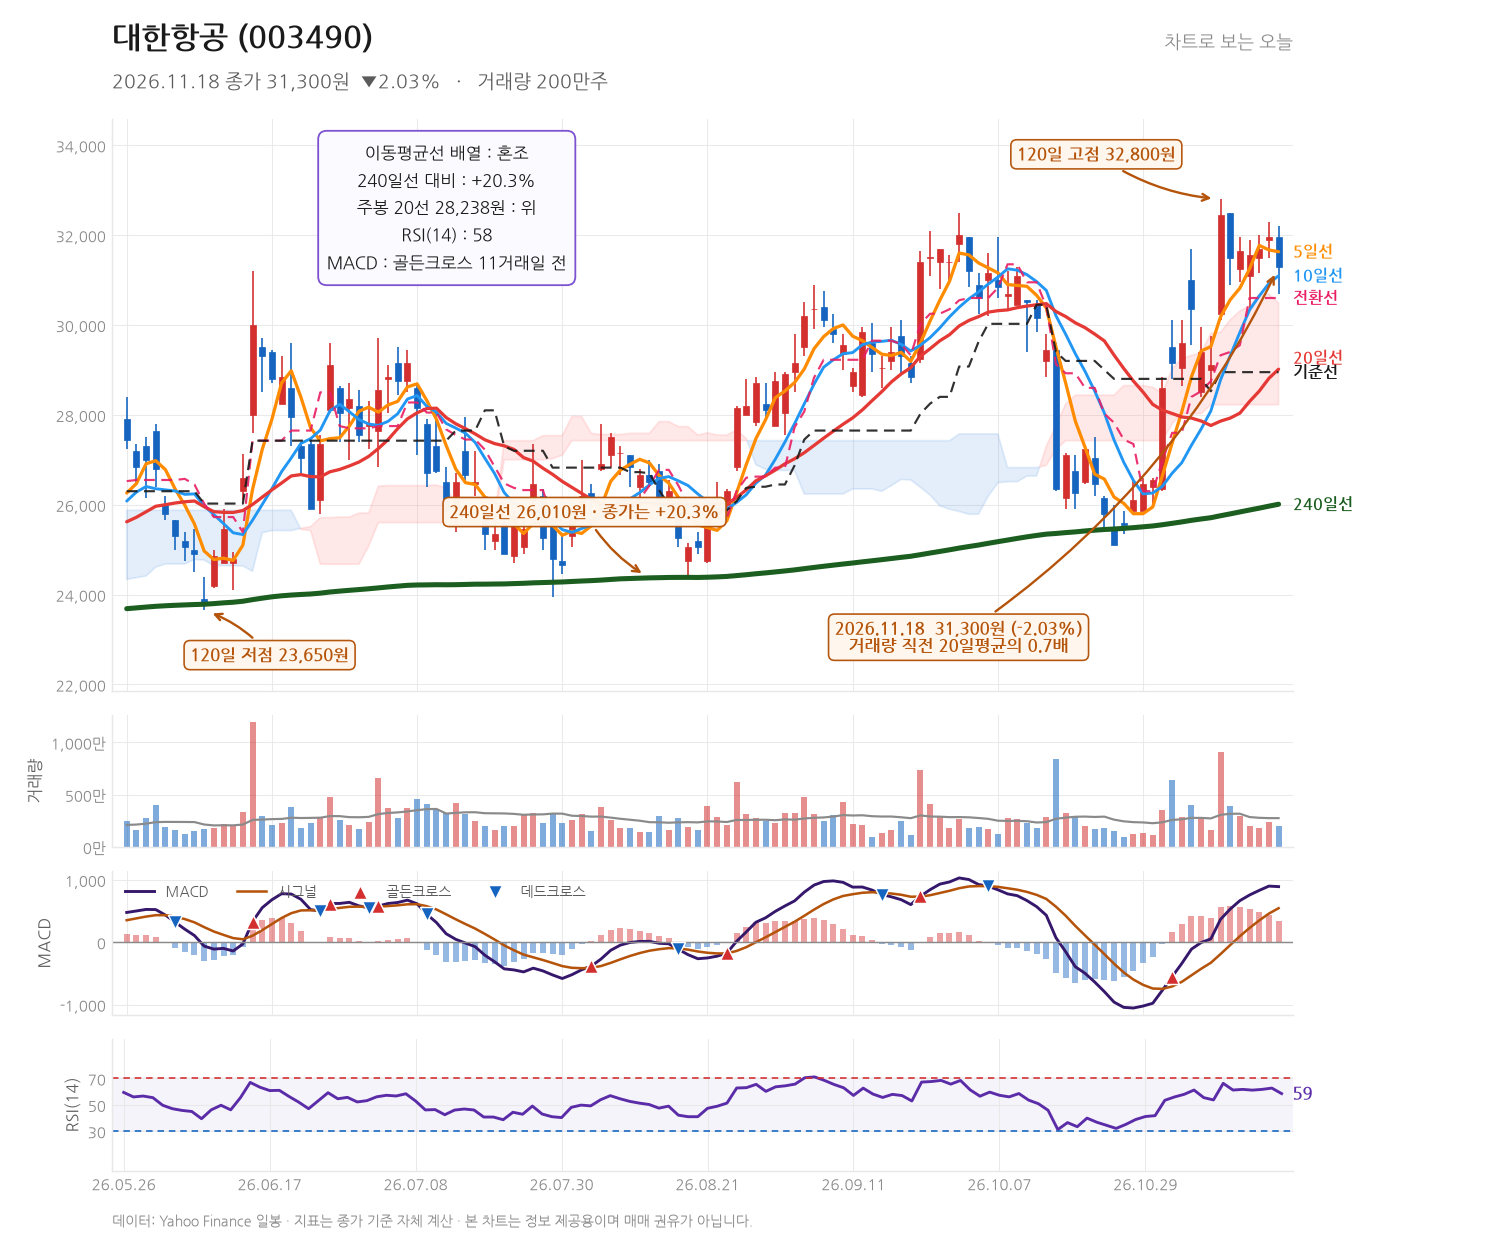 대한항공 (003490)
차트로 보는 오늘
2026.11.18 종가 31,300원 ▼2.03% · 거래량 200만주
이동평균선 배열 : 혼조
240일선 대비 : +20.3%
주봉 20선 28,238원 : 위
RSI(14) : 58
MACD : 골든크로스 11거래일 전
120일 고점 32,800원
34,000
32,000
30,000
28,000
26,000
24,000
22,000
5일선
10일선
전환선
20일선
기준선
240일선
240일선 26,010원 · 종가는 +20.3%
2026.11.18 31,300원 (-2.03%)
거래량 직전 20일평균의 0.7배
120일 저점 23,650원
거래량
1,000만
500만
0만
MACD
1,000
0
-1,000
MACD
시그널
골든크로스
데드크로스
RSI(14)
70
50
30
59
26.05.26
26.06.17
26.07.08
26.07.30
26.08.21
26.09.11
26.10.07
26.10.29
데이터: Yahoo Finance 일봉 · 지표는 종가 기준 자체 계산 · 본 차트는 정보 제공용이며 매매 권유가 아닙니다.